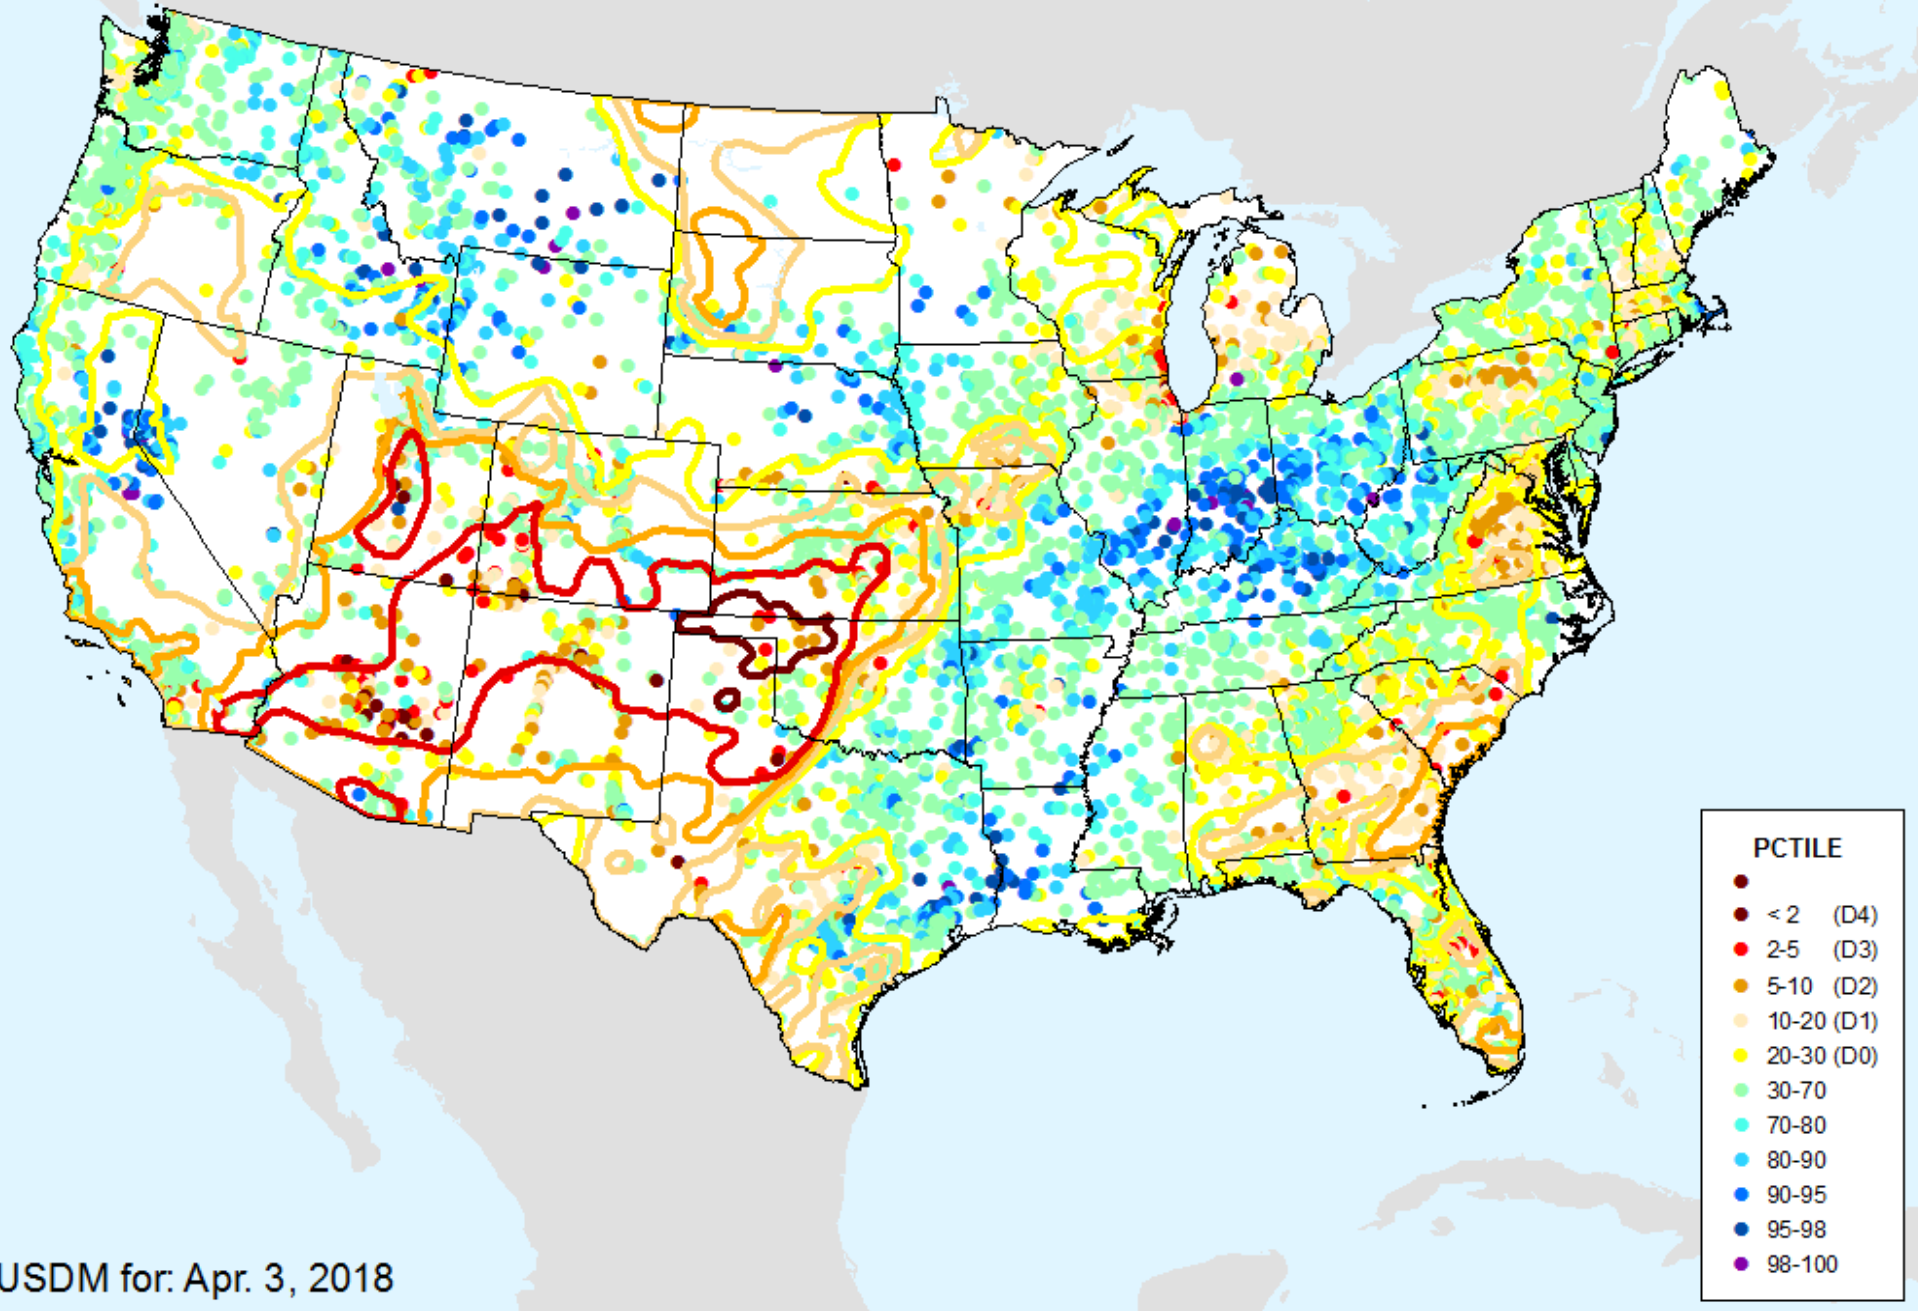 PCTILE
< 2 (D4)
2-5 (D3)
5-10 (D2)
10-20 (D1)
20-30 (D0)
30-70
70-80
80-90
90-95
95-98
98-100
USDM for: Apr. 3, 2018